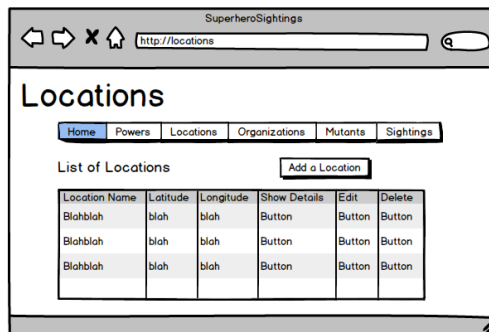 SuperheroSightings
http://locations
Locations
Home Powers Locations Organizations Mutants Sightings
List of Locations Add a Location
Location Name Latitude Longitude Show Details Edit Delete
Blahblah blah blah Button Button Button
Blahblah blah blah Button Button Button
Blahblah blah blah Button Button Button